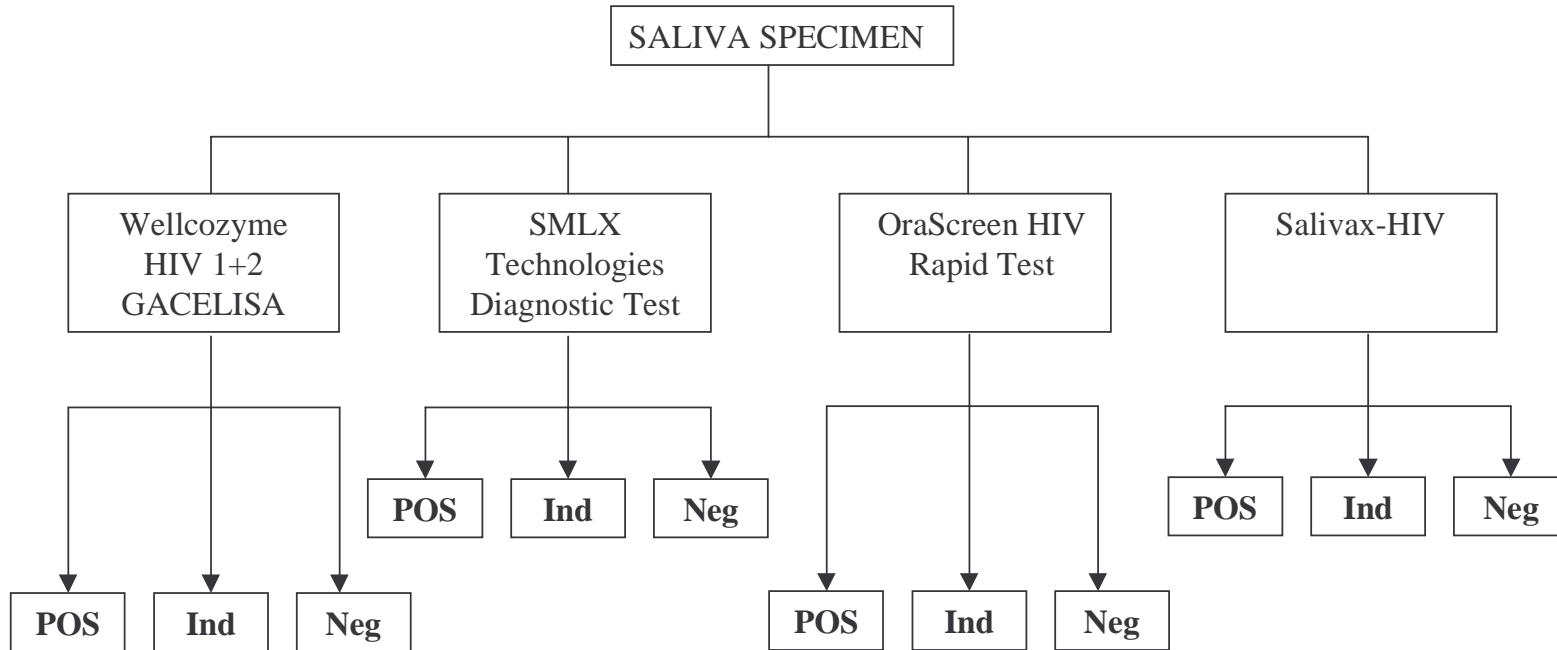 SALIVA SPECIMEN
Wellcozyme
HIV 1+2
GACELISA
SMLX
Technologies
Diagnostic Test
OraScreen HIV
Rapid Test
Salivax-HIV
POS
Ind
Neg
POS
Ind
Neg
POS
Ind
Neg
POS
Ind
Neg